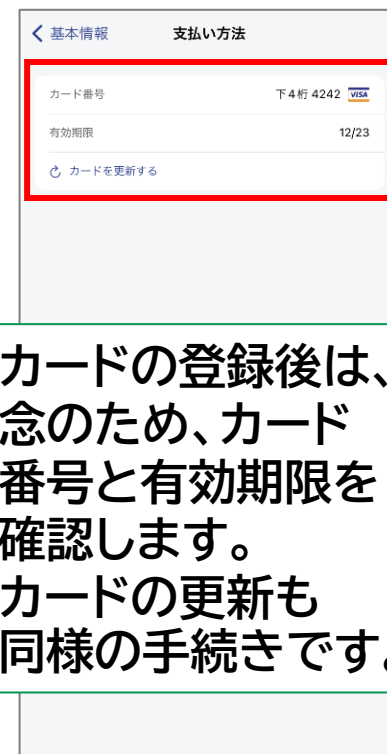 基本情報 支払い方法
カード番号 下4桁 4242 VISA
有効期限 12/23
カードを更新する
カードの登録後は、
念のため、カード
番号と有効期限を
確認します。
カードの更新も
同様の手続きです。